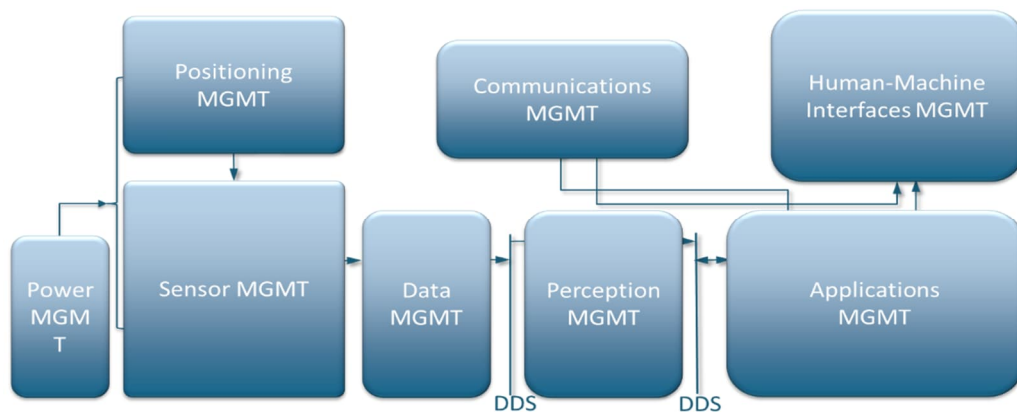 Positioning
MGMT
Communications
MGMT
Human-Machine
Interfaces MGMT
Power
MGM
T
Sensor MGMT
Data
MGMT
Perception
MGMT
Applications
MGMT
DDS
DDS